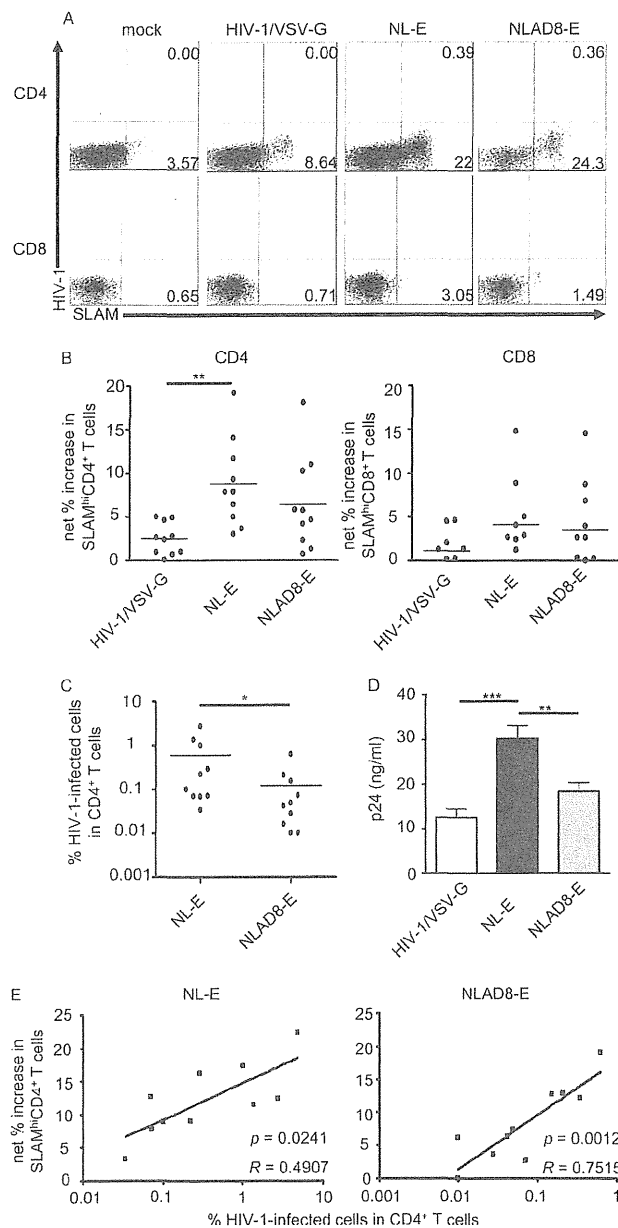 A
mock HIV-1/VSV-G NL-E NLAD8-E
0.00 0.00 0.39 0.36
CD4
3.57 8.64 22 24.3
CD8
0.65 0.71 3.05 1.49
HIV-1
SLAM
B CD4 CD8
net % increase in
SLAMhiCD4+ T cells
20
15
10
5
0
**
HIV-1/VSV-G NL-E NLAD8-E
net % increase in
SLAMhiCD8+ T cells
20
15
10
5
0
HIV-1/VSV-G NL-E NLAD8-E
C
% HIV-1-infected cells
in CD4+ T cells
10
1
0.1
0.01
0.001
*
NL-E NLAD8-E
D
p24 (ng/ml)
40
30
20
10
0
*** **
HIV-1/VSV-G NL-E NLAD8-E
E NL-E NLAD8-E
net % increase in
SLAMhiCD4+ T cells
25
20
15
10
5
0
p = 0.0241
R = 0.4907
0.01 0.1 1 10
25
20
15
10
5
0
p = 0.0012
R = 0.7515
0.001 0.01 0.1 1
% HIV-1-infected cells in CD4+ T cells